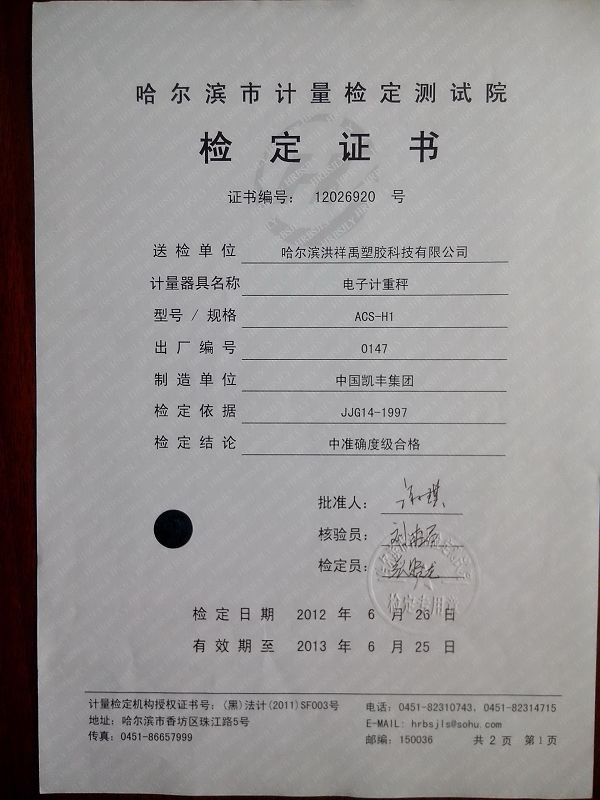 哈尔滨市计量检定测试院
检定证书
证书编号: 12026920 号
送检单位 哈尔滨洪祥禹塑胶科技有限公司
计量器具名称 电子计重秤
型号 / 规格 ACS-H1
出厂编号 0147
制造单位 中国凯丰集团
检定依据 JJG14-1997
检定结论 中准确度级合格
批准人:
核验员:
检定员:
检定专用章
检定日期 2012 年 6 月 26 日
有效期至 2013 年 6 月 25 日
计量检定机构授权证书号: (黑)法计(2011)SF003号 电话: 0451-82310743、0451-82314715
地址: 哈尔滨市香坊区珠江路5号 E-MAIL: hrbsjls@sohu.com
传真: 0451-86657999 邮编: 150036 共 2 页 第 1 页